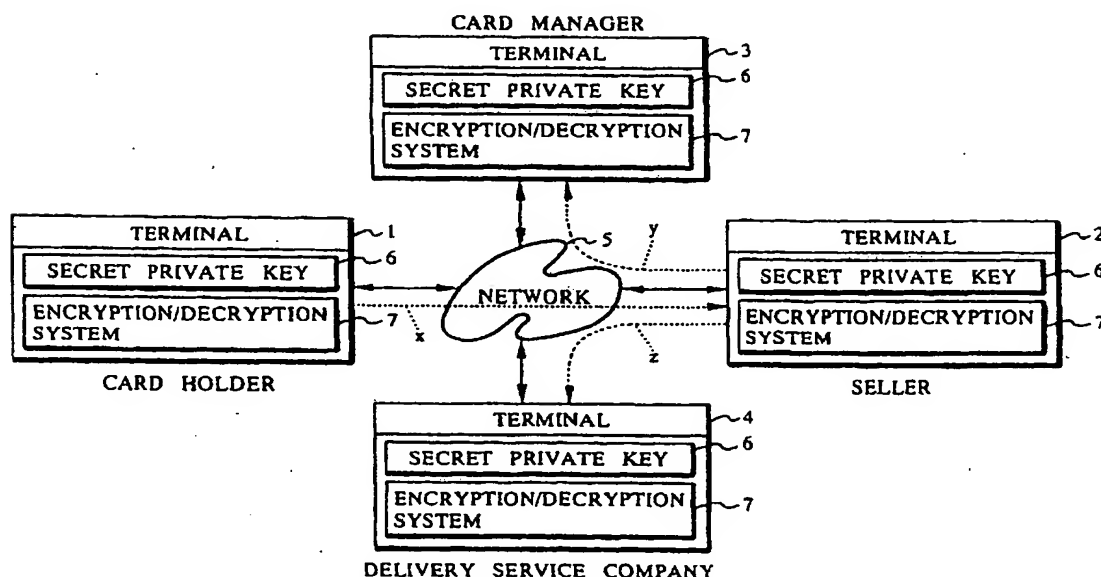 CARD MANAGER
TERMINAL
3
SECRET PRIVATE KEY
6
ENCRYPTION/DECRYPTION
SYSTEM
7
TERMINAL
1
SECRET PRIVATE KEY
6
ENCRYPTION/DECRYPTION
SYSTEM
7
CARD HOLDER
5
y
NETWORK
x
z
TERMINAL
2
SECRET PRIVATE KEY
6
ENCRYPTION/DECRYPTION
SYSTEM
7
SELLER
TERMINAL
4
SECRET PRIVATE KEY
6
ENCRYPTION/DECRYPTION
SYSTEM
7
DELIVERY SERVICE COMPANY